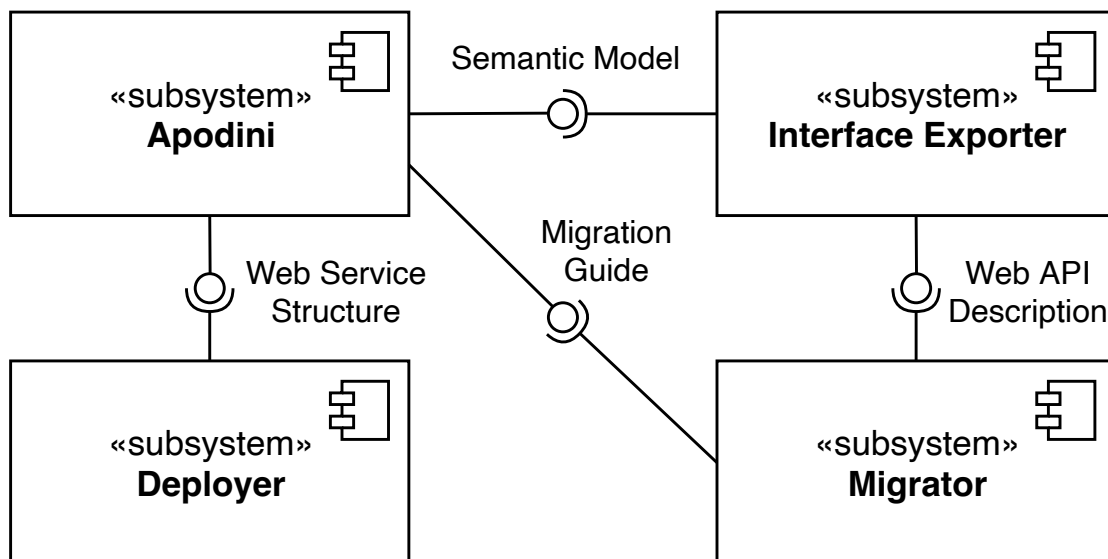 «subsystem»
Apodini
Semantic Model
«subsystem»
Interface Exporter
Web Service
Structure
Migration
Guide
Web API
Description
«subsystem»
Deployer
«subsystem»
Migrator